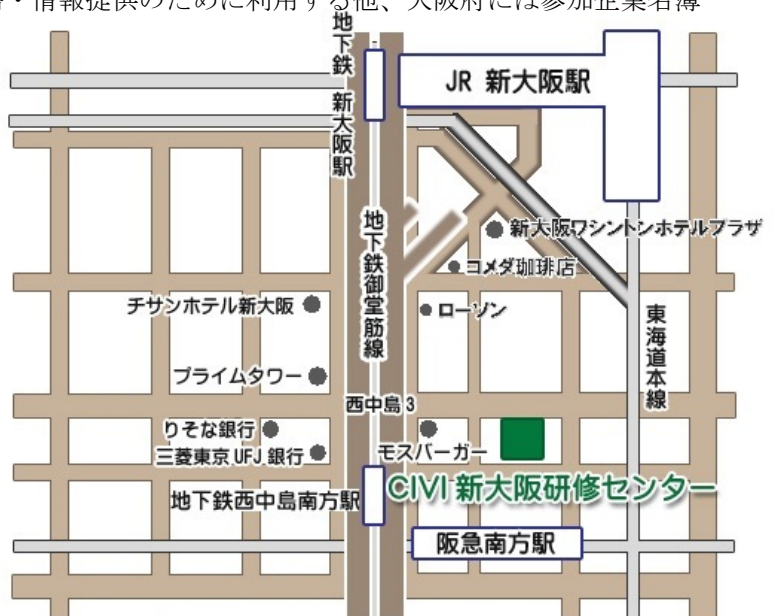 ・情報提供のために利用する他、大阪府には参加企業名簿
地下鉄 新大阪駅
JR 新大阪駅
新大阪ワシントンホテルプラザ
地下鉄御堂筋線
コメダ珈琲店
チサンホテル新大阪
ローソン
東海道本線
プライムタワー
西中島3
りそな銀行
モスバーガー
三菱東京UFJ銀行
CIVI新大阪研修センター
地下鉄西中島南方駅
阪急南方駅